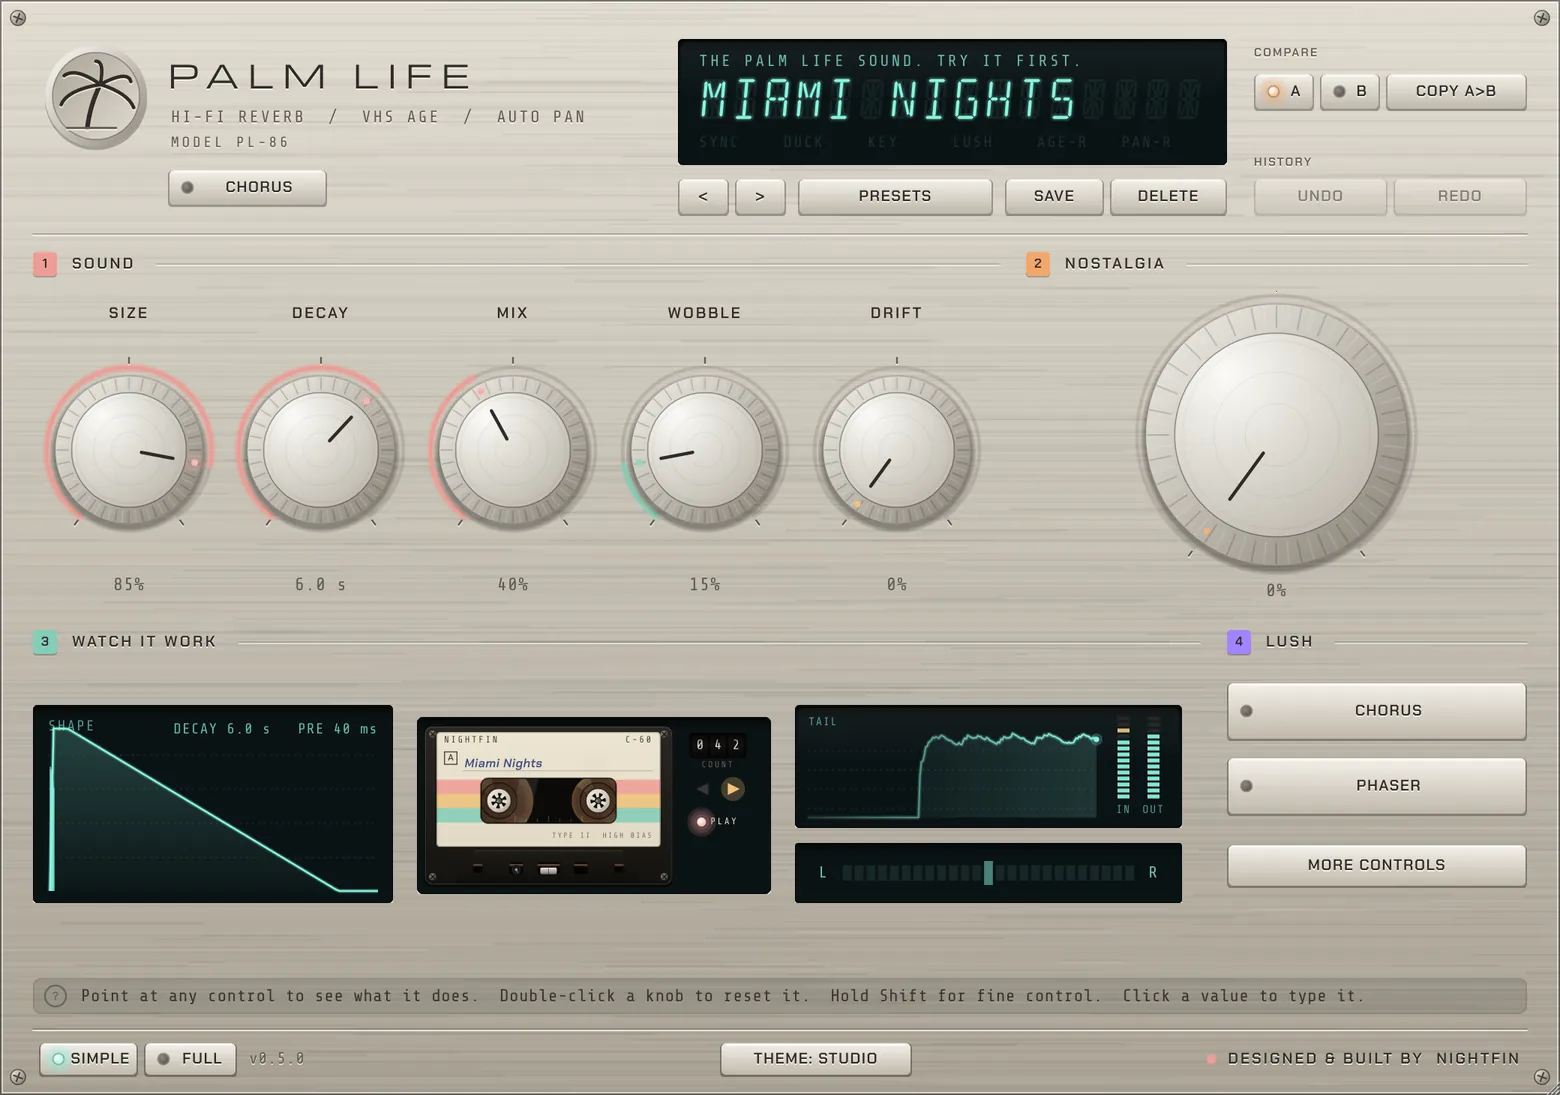 PALM LIFE
HI-FI REVERB / VHS AGE / AUTO PAN
MODEL PL-86
CHORUS
THE PALM LIFE SOUND. TRY IT FIRST.
MIAMI NIGHTS
SYNC DUCK KEY LUSH AGE-R PAN-R
< > PRESETS SAVE DELETE
COMPARE
A B COPY A>B
HISTORY
UNDO REDO
1 SOUND
2 NOSTALGIA
SIZE DECAY MIX WOBBLE DRIFT
85% 6.0 s 40% 15% 0%
0%
3 WATCH IT WORK
4 LUSH
SHAPE DECAY 6.0 s PRE 40 ms
NIGHTFIN C-60
A Miami Nights
TYPE II HIGH BIAS
042
COUNT
PLAY
TAIL
IN OUT
L R
CHORUS
PHASER
MORE CONTROLS
? Point at any control to see what it does. Double-click a knob to reset it. Hold Shift for fine control. Click a value to type it.
SIMPLE FULL v0.5.0
THEME: STUDIO
DESIGNED & BUILT BY NIGHTFIN